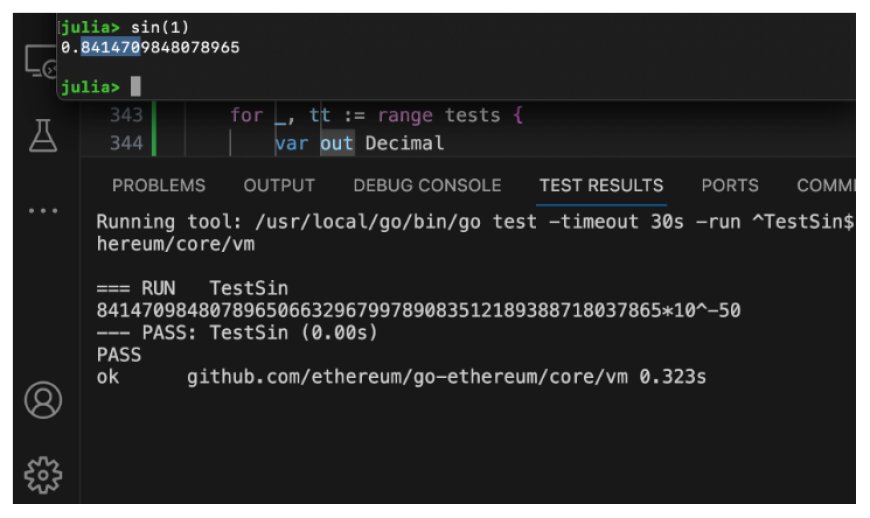 julia> sin(1)
0.8414709848078965
julia>
343 for _, tt := range tests {
344 var out Decimal
PROBLEMS OUTPUT DEBUG CONSOLE TEST RESULTS PORTS COMM
Running tool: /usr/local/go/bin/go test -timeout 30s -run ^TestSin$
hereum/core/vm
=== RUN TestSin
84147098480789650663296799789083512189388718037865*10^-50
--- PASS: TestSin (0.00s)
PASS
ok github.com/ethereum/go-ethereum/core/vm 0.323s